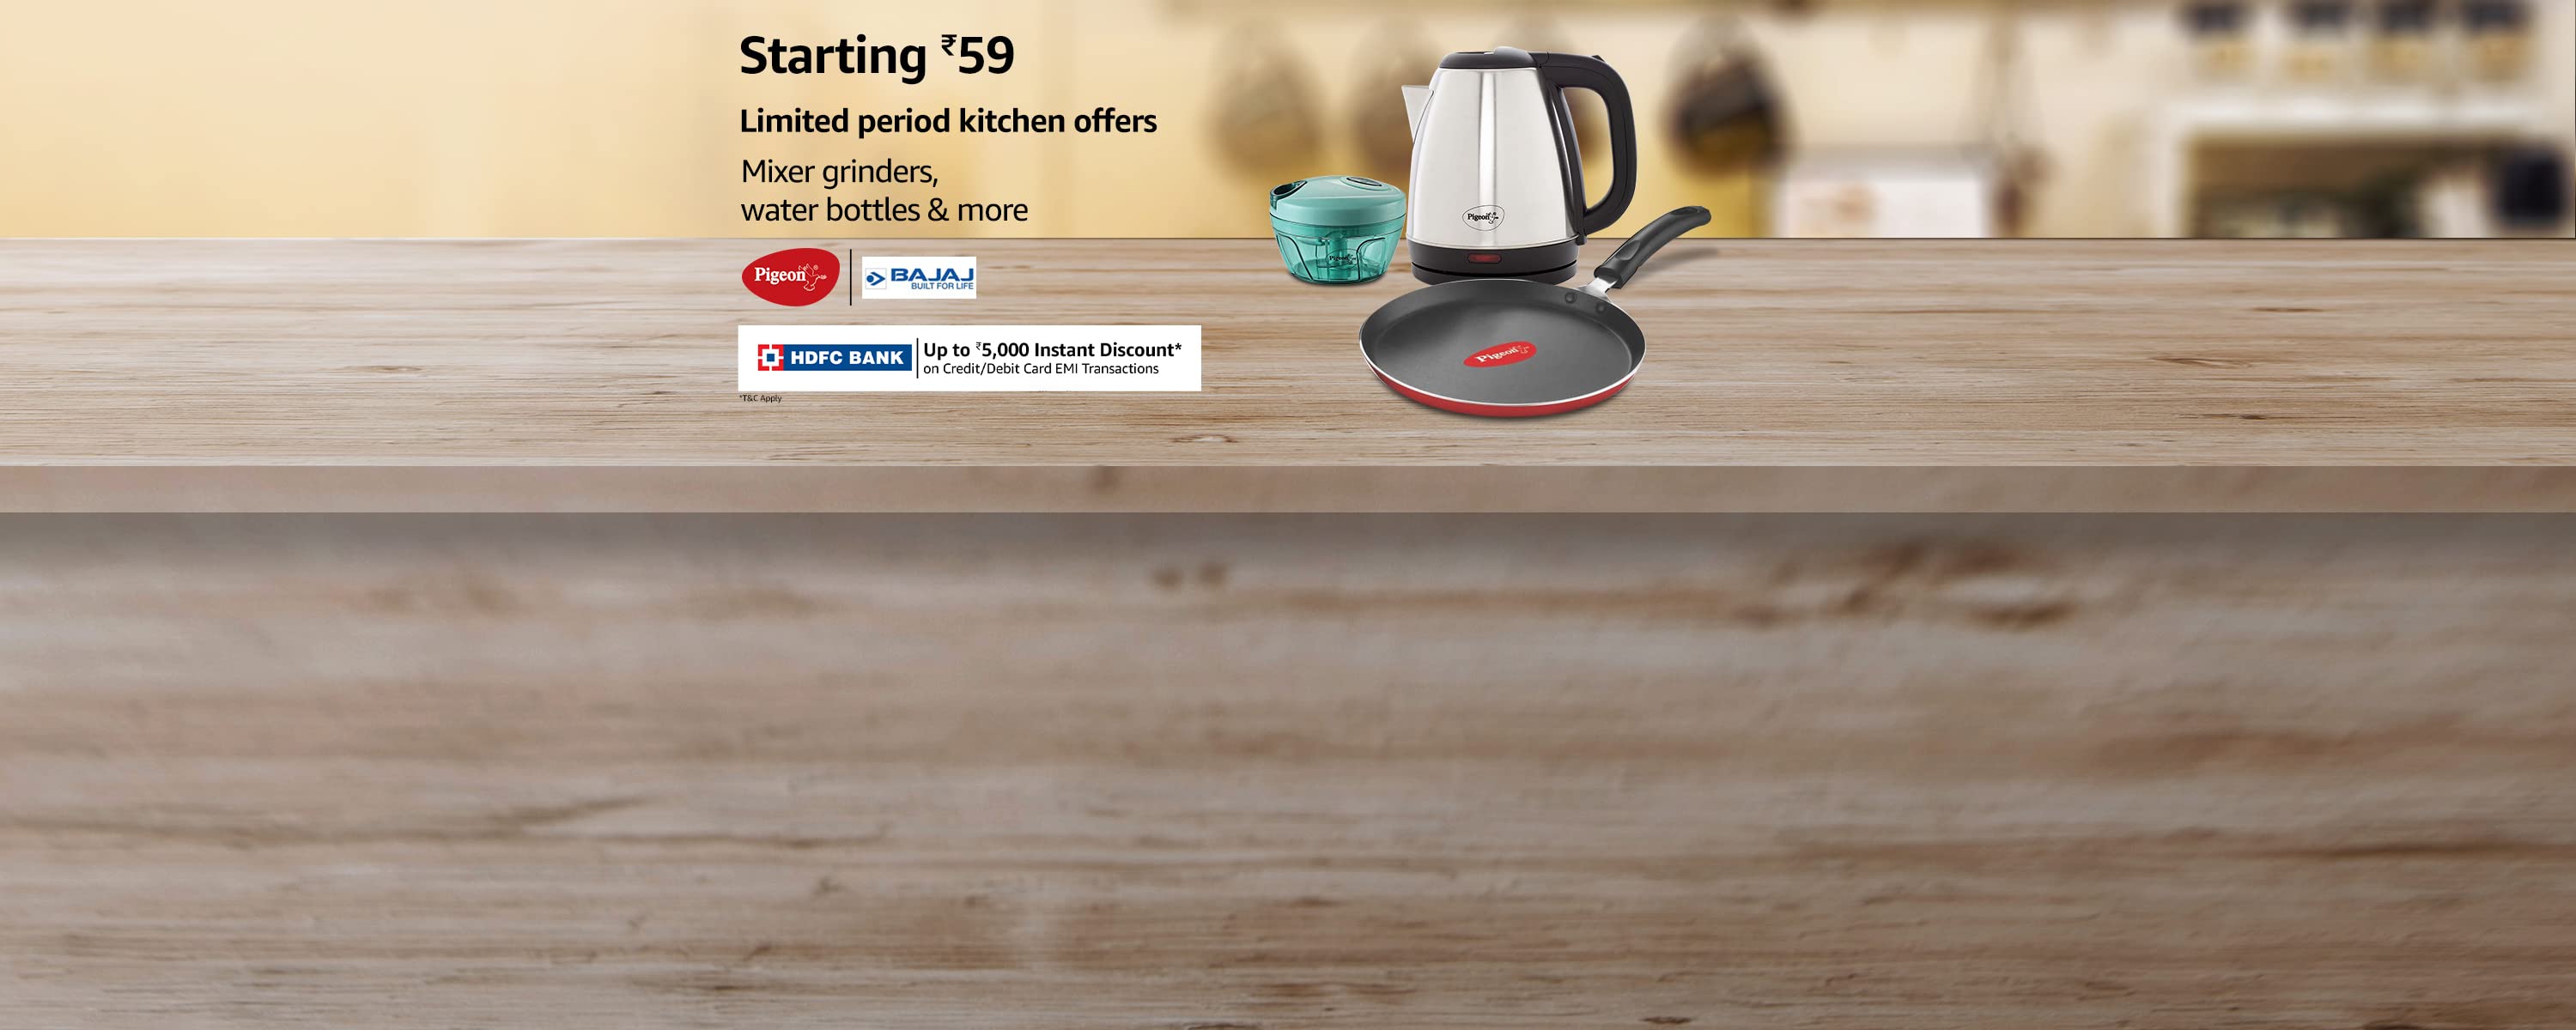 Starting ₹59
Limited period kitchen offers
Mixer grinders,
water bottles & more
Pigeon
BAJAJ
BUILT FOR LIFE
HDFC BANK
Up to ₹5,000 Instant Discount*
on Credit/Debit Card EMI Transactions
*T&C Apply
Pigeon
Pigeon
Pigeon